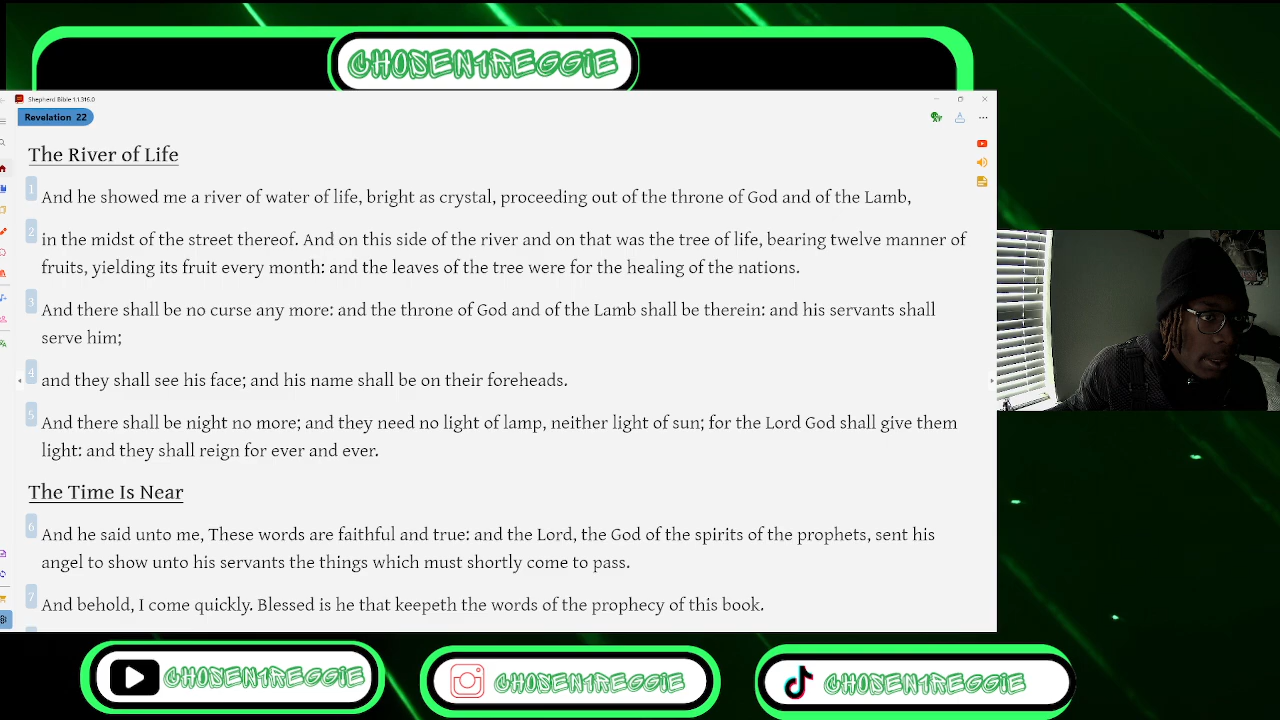 CHOSEN1REGGIE
Shepherd Bible 1.1.316.0
Revelation 22
The River of Life
1 And he showed me a river of water of life, bright as crystal, proceeding out of the throne of God and of the Lamb,
2 in the midst of the street thereof. And on this side of the river and on that was the tree of life, bearing twelve manner of
fruits, yielding its fruit every month: and the leaves of the tree were for the healing of the nations.
3 And there shall be no curse any more: and the throne of God and of the Lamb shall be therein: and his servants shall
serve him;
4 and they shall see his face; and his name shall be on their foreheads.
5 And there shall be night no more; and they need no light of lamp, neither light of sun; for the Lord God shall give them
light: and they shall reign for ever and ever.
The Time Is Near
6 And he said unto me, These words are faithful and true: and the Lord, the God of the spirits of the prophets, sent his
angel to show unto his servants the things which must shortly come to pass.
7 And behold, I come quickly. Blessed is he that keepeth the words of the prophecy of this book.
CHOSEN1REGGIE CHOSEN1REGGIE CHOSEN1REGGIE